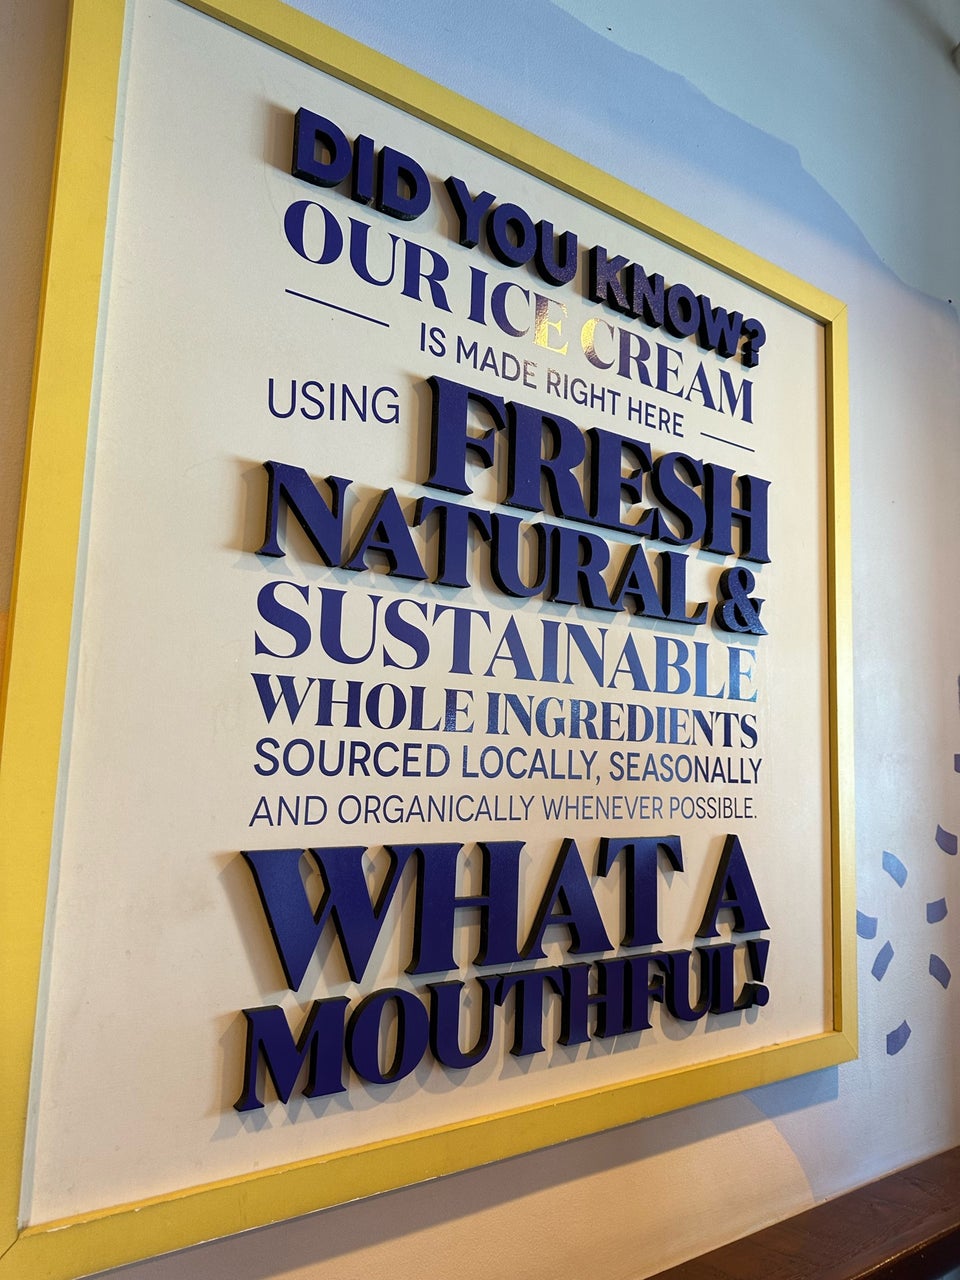 DID YOU KNOW?
OUR ICE CREAM
IS MADE RIGHT HERE
USING FRESH
NATURAL &
SUSTAINABLE
WHOLE INGREDIENTS
SOURCED LOCALLY, SEASONALLY
AND ORGANICALLY WHENEVER POSSIBLE.
WHAT A
MOUTHFUL!